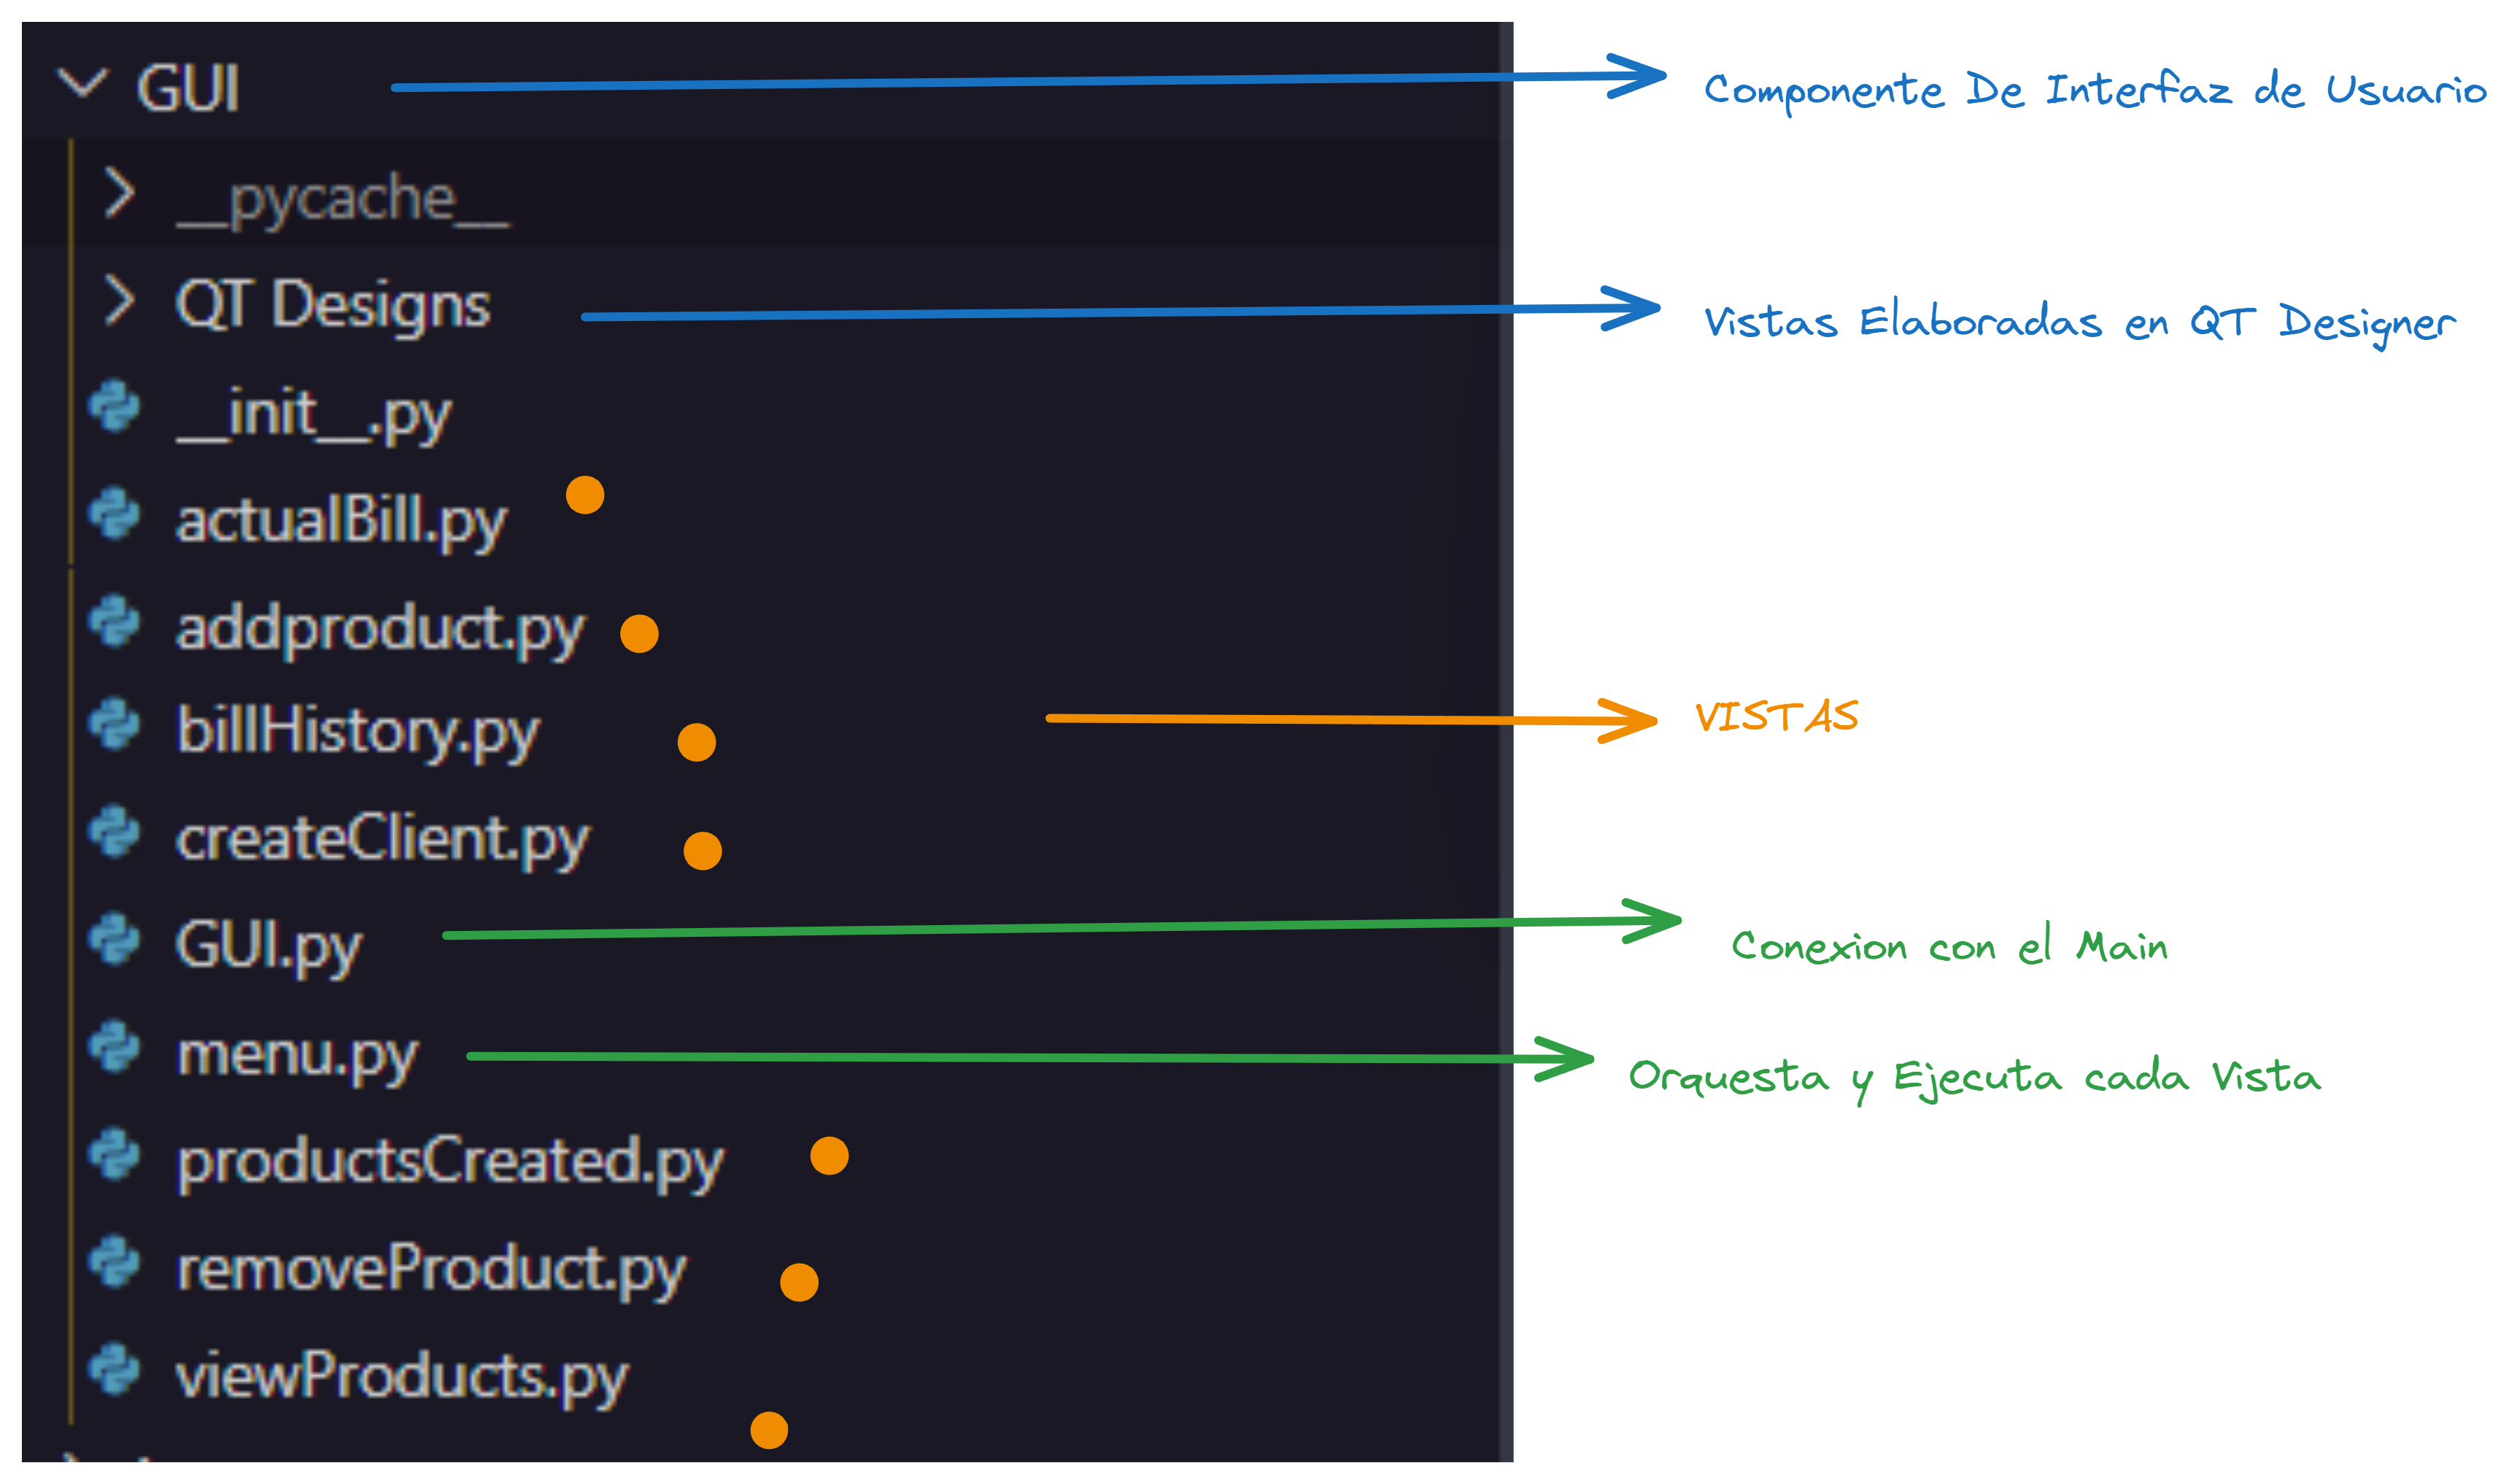 GUI
Componente De Interfaz de Usuario
__pycache__
QT Designs
Vistas Elaboradas en QT Designer
__init__.py
actualBill.py
addproduct.py
billHistory.py
VISTAS
createClient.py
GUI.py
Conexion con el Main
menu.py
Orquesta y Ejecuta cada Vista
productsCreated.py
removeProduct.py
viewProducts.py